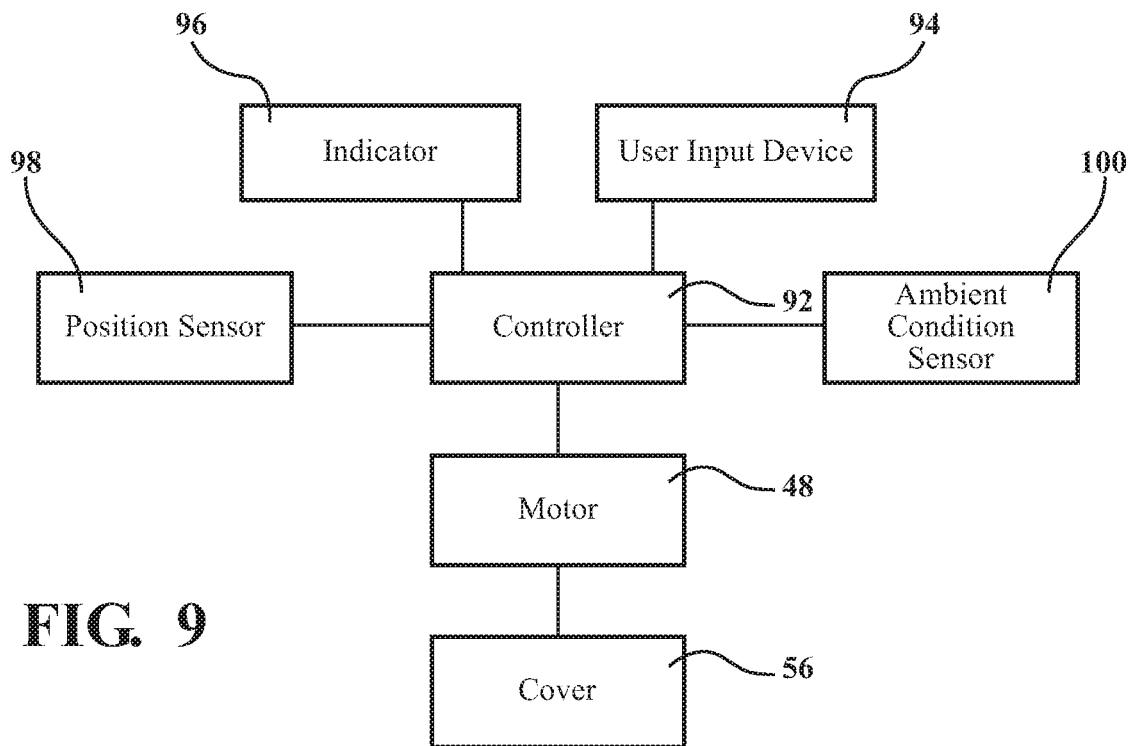 96
94
Indicator
User Input Device
98
100
Position Sensor
Controller
92
Ambient
Condition
Sensor
Motor
48
FIG. 9
Cover
56